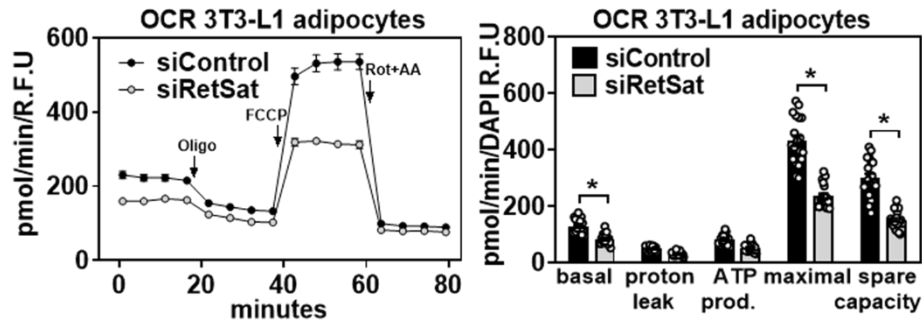 OCR 3T3-L1 adipocytes
pmol/min/R.F.U
600
400
200
0
siControl
siRetSat
Oligo
FCCP
Rot+AA
0 20 40 60 80
minutes
OCR 3T3-L1 adipocytes
pmol/min/DAPI R.F.U
800
600
400
200
0
siControl
siRetSat
*
*
*
basal proton leak ATP prod. maximal spare capacity